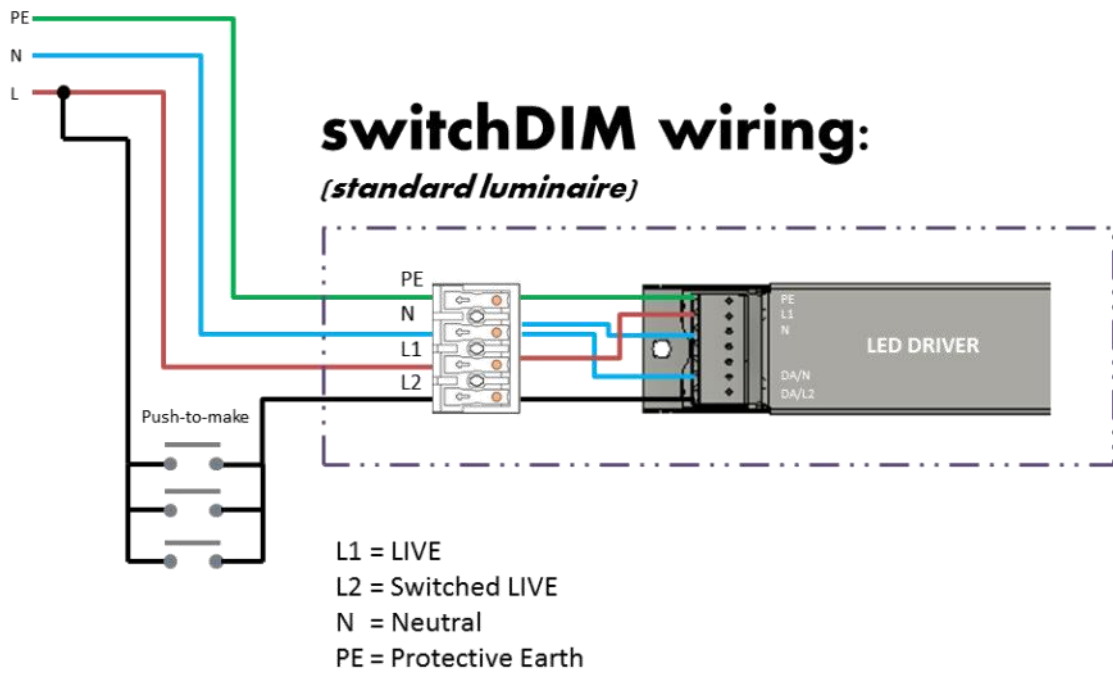 PE
N
L
switchDIM wiring:
(standard luminaire)
PE
N
L1
L2
PE
L1
N
LED DRIVER
DA/N
DA/L2
Push-to-make
L1 = LIVE
L2 = Switched LIVE
N = Neutral
PE = Protective Earth